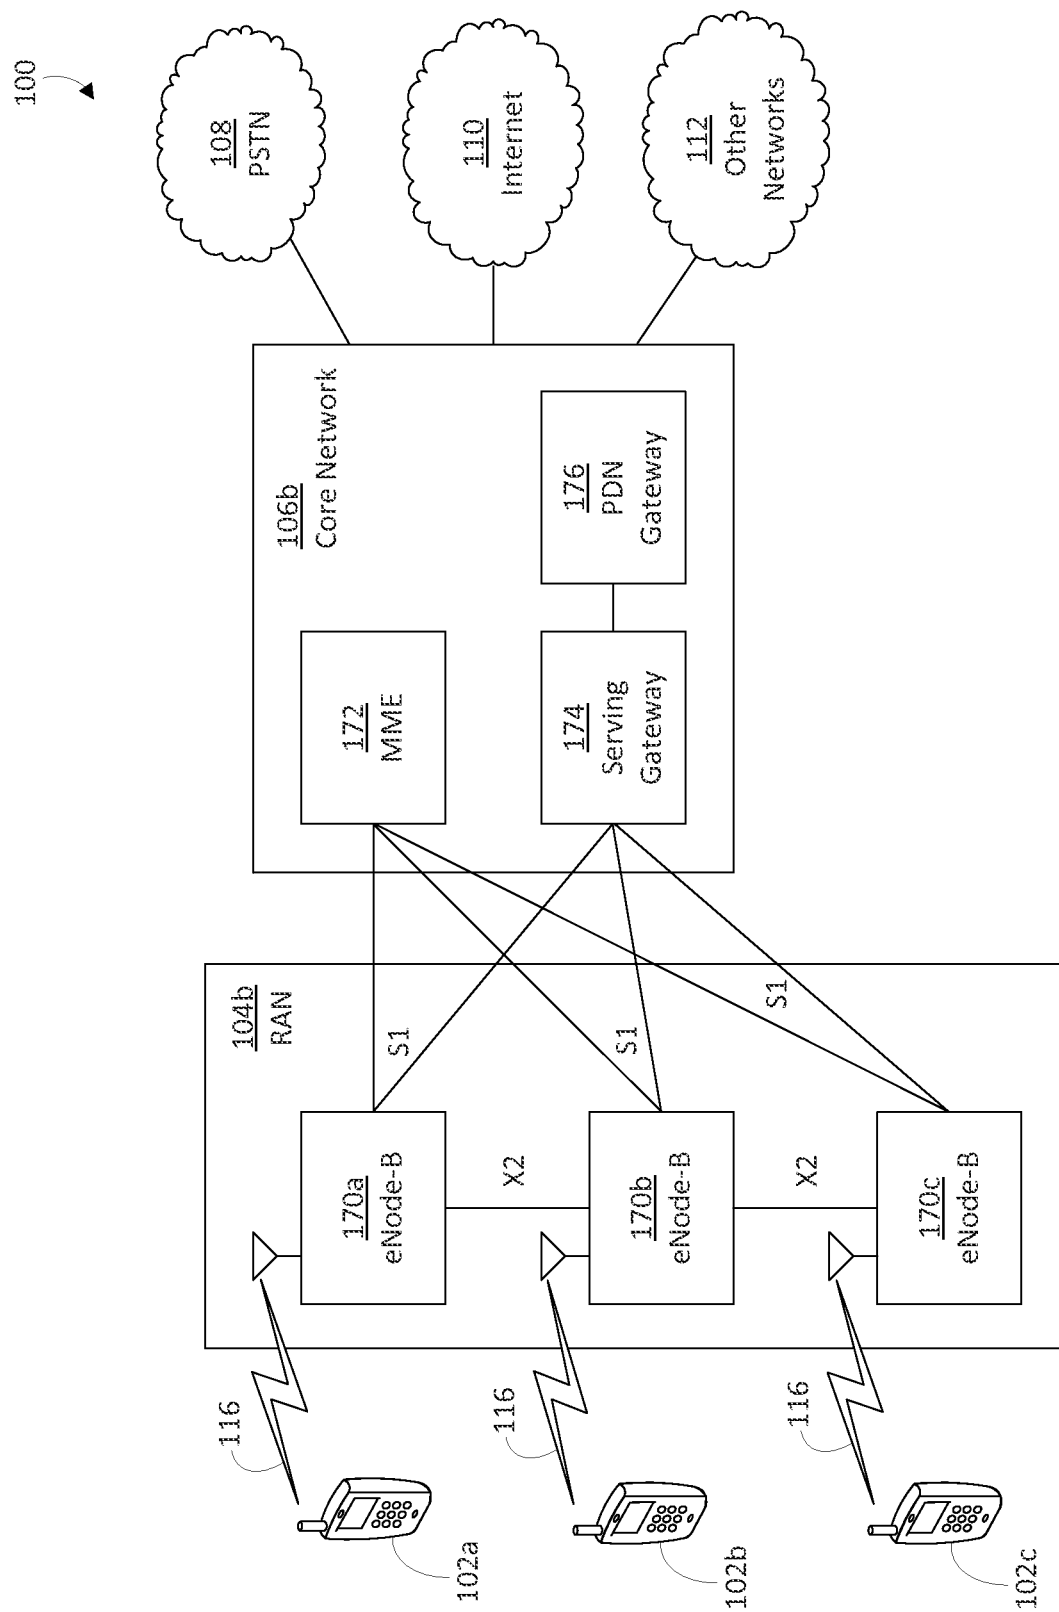 100
108
PSTN
110
Internet
112
Other
Networks
106b
Core Network
172
MME
174
Serving
Gateway
176
PDN
Gateway
104b
RAN
S1
S1
S1
170a
eNode-B
X2
170b
eNode-B
X2
170c
eNode-B
116
116
116
102a
102b
102c